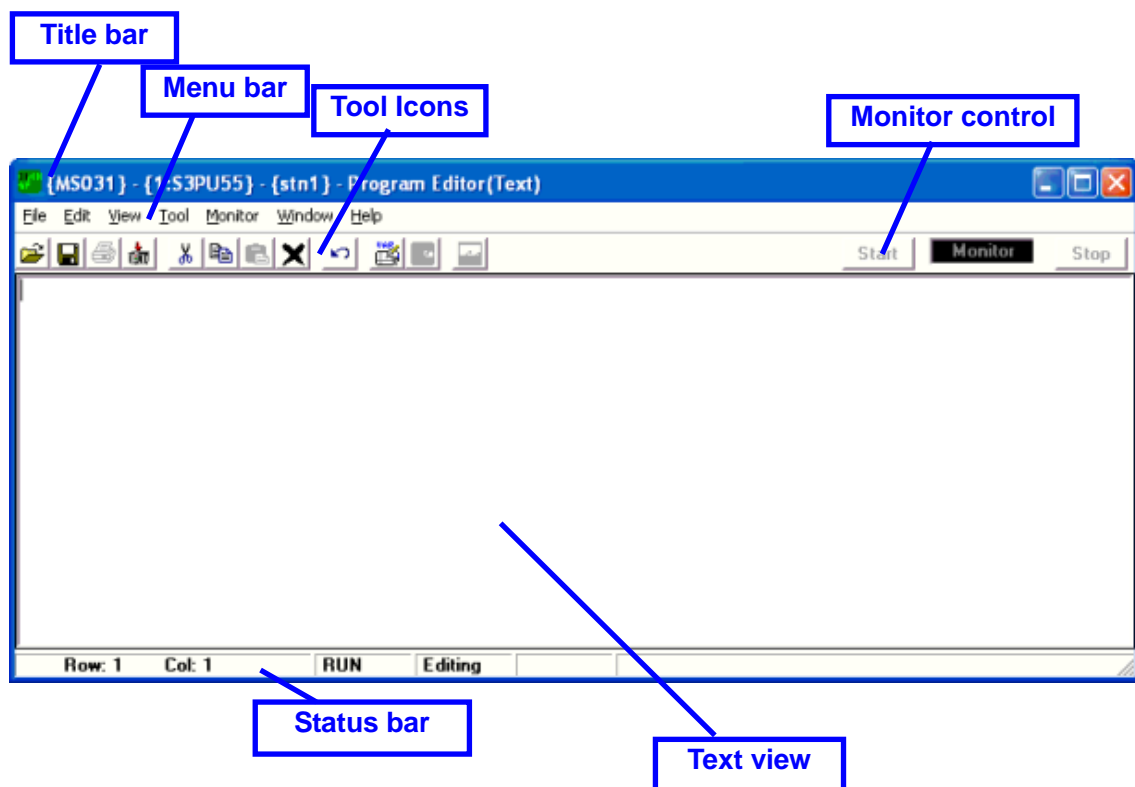 Title bar
Menu bar
Tool Icons
Monitor control
{MS031} - {1:S3PU55} - {stn1} - Program Editor(Text)
File Edit View Tool Monitor Window Help
Start Monitor Stop
Row: 1 Col: 1 RUN Editing
Status bar
Text view